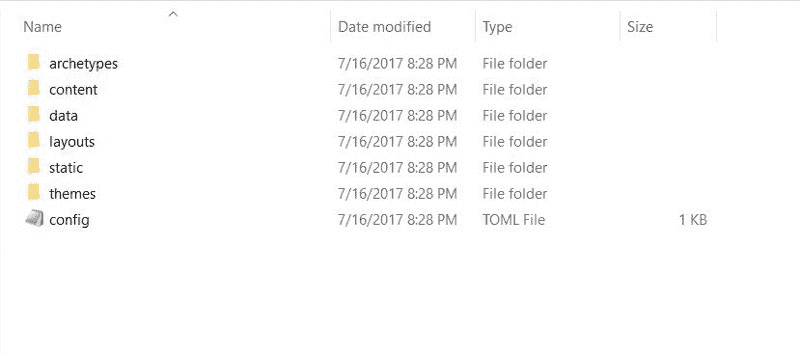 Name Date modified Type Size
archetypes 7/16/2017 8:28 PM File folder
content 7/16/2017 8:28 PM File folder
data 7/16/2017 8:28 PM File folder
layouts 7/16/2017 8:28 PM File folder
static 7/16/2017 8:28 PM File folder
themes 7/16/2017 8:28 PM File folder
config 7/16/2017 8:28 PM TOML File 1 KB